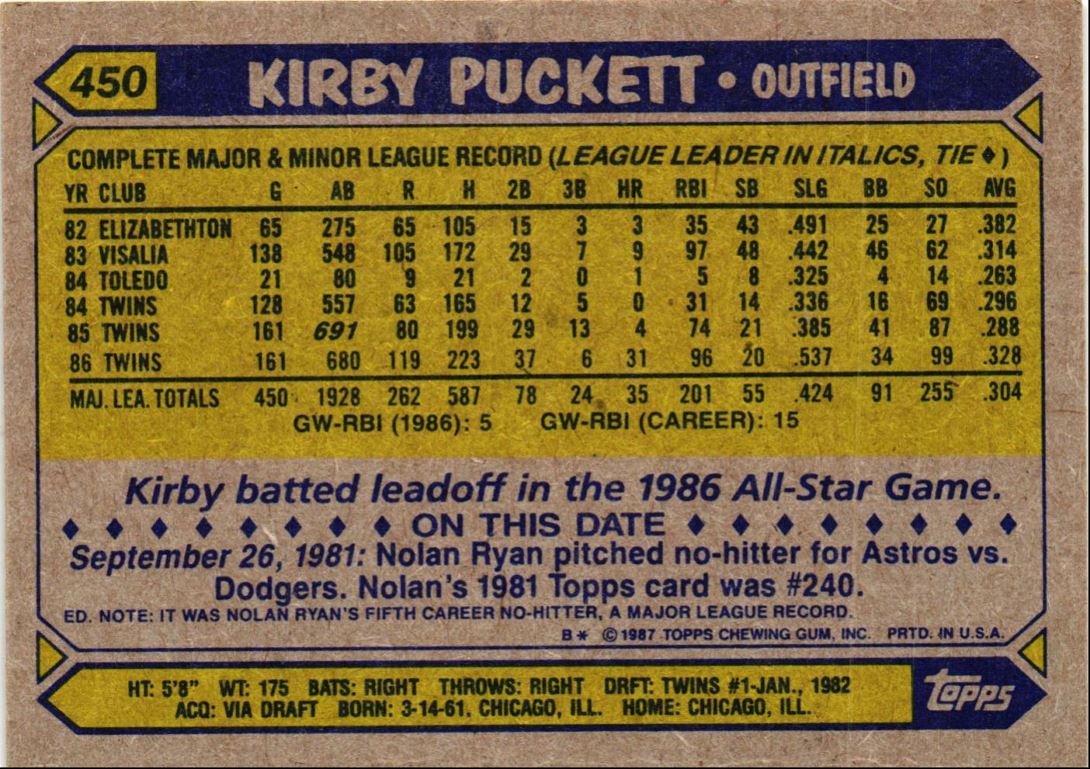 450 KIRBY PUCKETT • OUTFIELD
COMPLETE MAJOR & MINOR LEAGUE RECORD (LEAGUE LEADER IN ITALICS, TIE ♦)
YR CLUB G AB R H 2B 3B HR RBI SB SLG BB SO AVG
82 ELIZABETHTON 65 275 65 105 15 3 3 35 43 .491 25 27 .382
83 VISALIA 138 548 105 172 29 7 9 97 48 .442 46 62 .314
84 TOLEDO 21 80 9 21 2 0 1 5 8 .325 4 14 .263
84 TWINS 128 557 63 165 12 5 0 31 14 .336 16 69 .296
85 TWINS 161 691 80 199 29 13 4 74 21 .385 41 87 .288
86 TWINS 161 680 119 223 37 6 31 96 20 .537 34 99 .328
MAJ. LEA. TOTALS 450 1928 262 587 78 24 35 201 55 .424 91 255 .304
GW-RBI (1986): 5 GW-RBI (CAREER): 15
Kirby batted leadoff in the 1986 All-Star Game.
♦ ♦ ♦ ♦ ♦ ♦ ♦ ♦ ON THIS DATE ♦ ♦ ♦ ♦ ♦ ♦ ♦ ♦
September 26, 1981: Nolan Ryan pitched no-hitter for Astros vs.
Dodgers. Nolan's 1981 Topps card was #240.
ED. NOTE: IT WAS NOLAN RYAN'S FIFTH CAREER NO-HITTER, A MAJOR LEAGUE RECORD.
B* © 1987 TOPPS CHEWING GUM, INC. PRTD. IN U.S.A.
HT: 5'8" WT: 175 BATS: RIGHT THROWS: RIGHT DRFT: TWINS #1-JAN., 1982
ACQ: VIA DRAFT BORN: 3-14-61, CHICAGO, ILL. HOME: CHICAGO, ILL.
topps